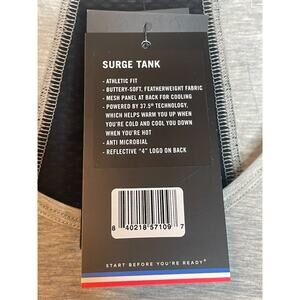 SURGE TANK
- ATHLETIC FIT
- BUTTERY-SOFT, FEATHERWEIGHT FABRIC
- MESH PANEL AT BACK FOR COOLING
- POWERED BY 37.5® TECHNOLOGY,
WHICH HELPS WARM YOU UP WHEN
YOU'RE COLD AND COOL YOU DOWN
WHEN YOU'RE HOT
- ANTI MICROBIAL
- REFLECTIVE "4" LOGO ON BACK
8 40218 57109 7
START BEFORE YOU'RE READY®